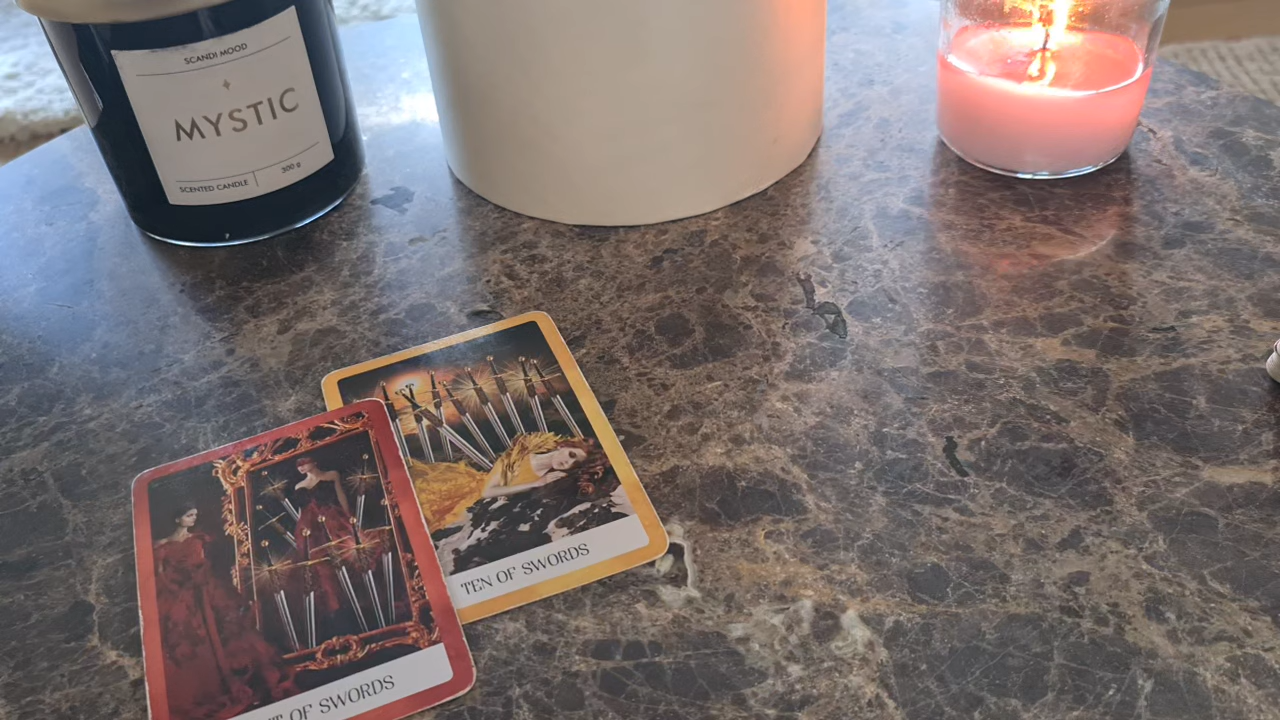 SCANDI MOOD
MYSTIC
SCENTED CANDLE
300 g
TEN OF SWORDS
OF SWORDS